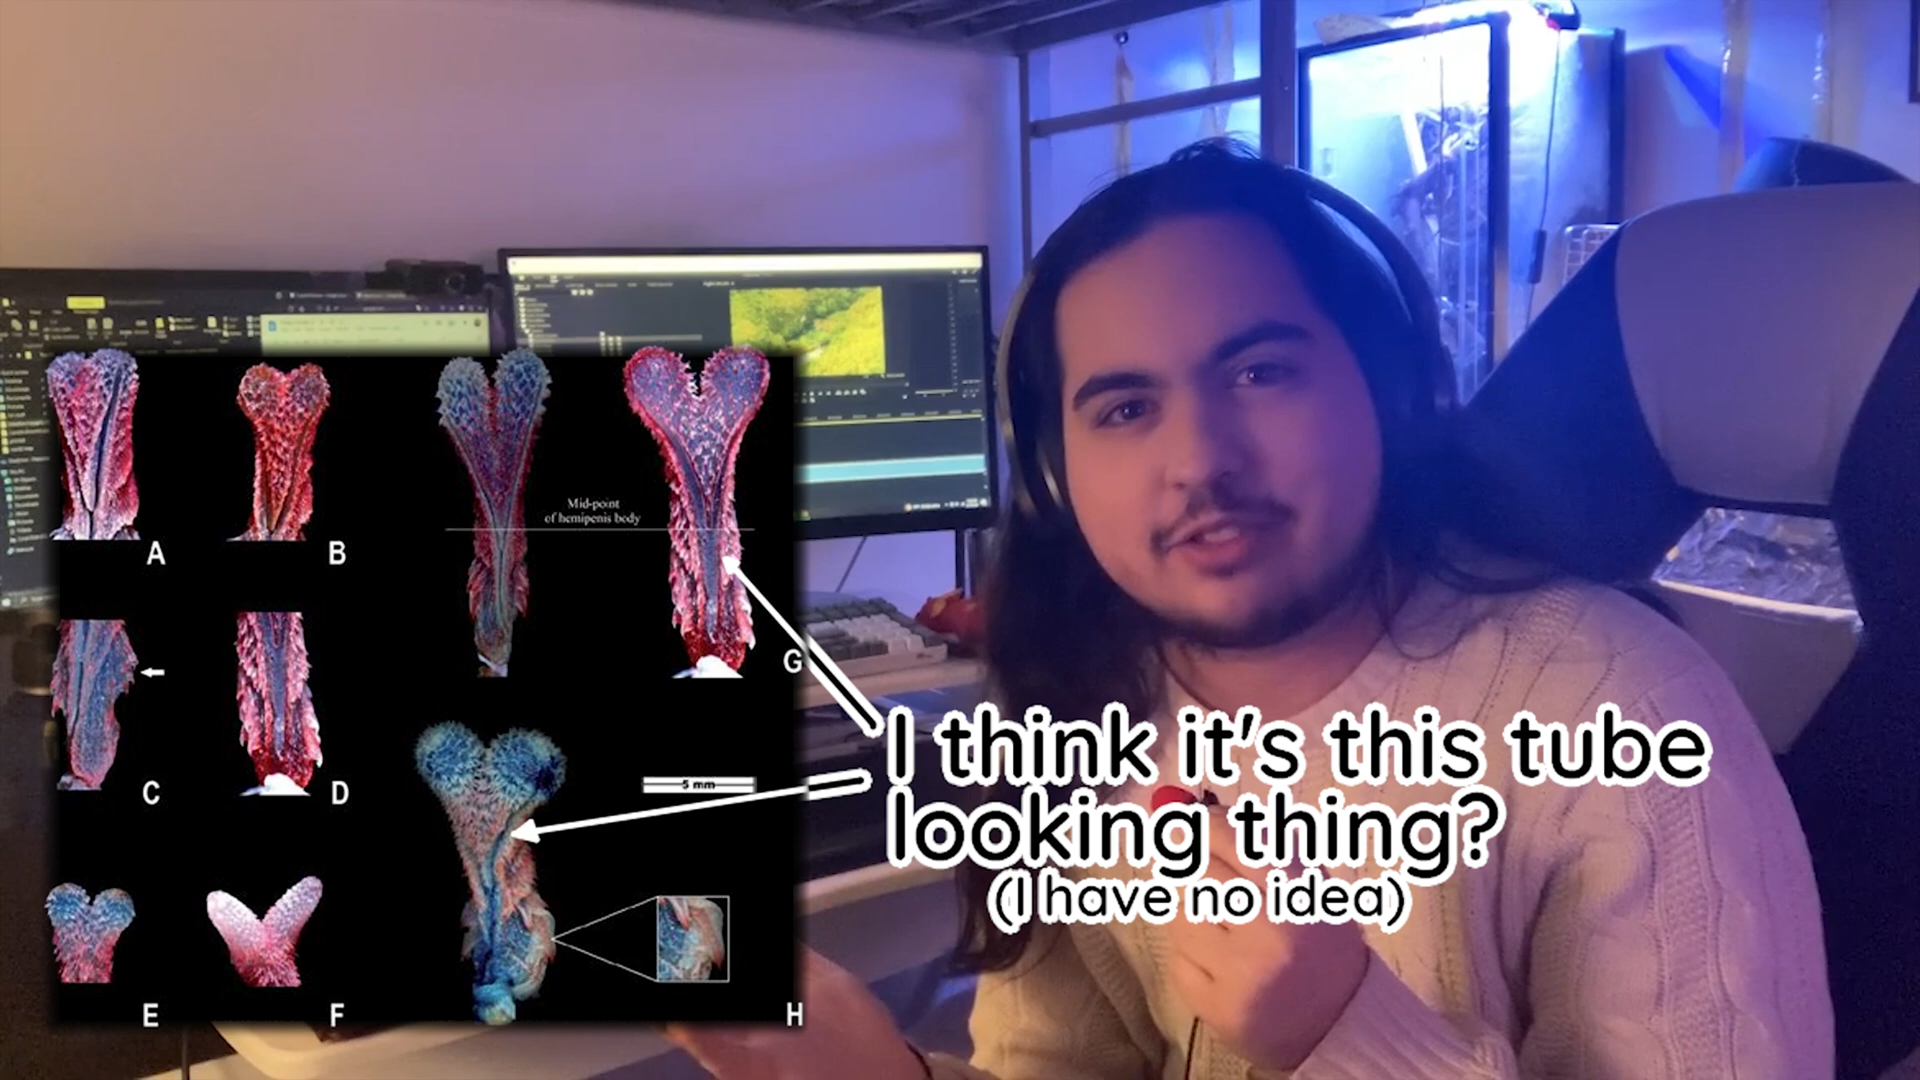 Mid-point
of hemipenis body
A
B
G
C
D
5 mm
I think it's this tube
looking thing?
(I have no idea)
E
F
H